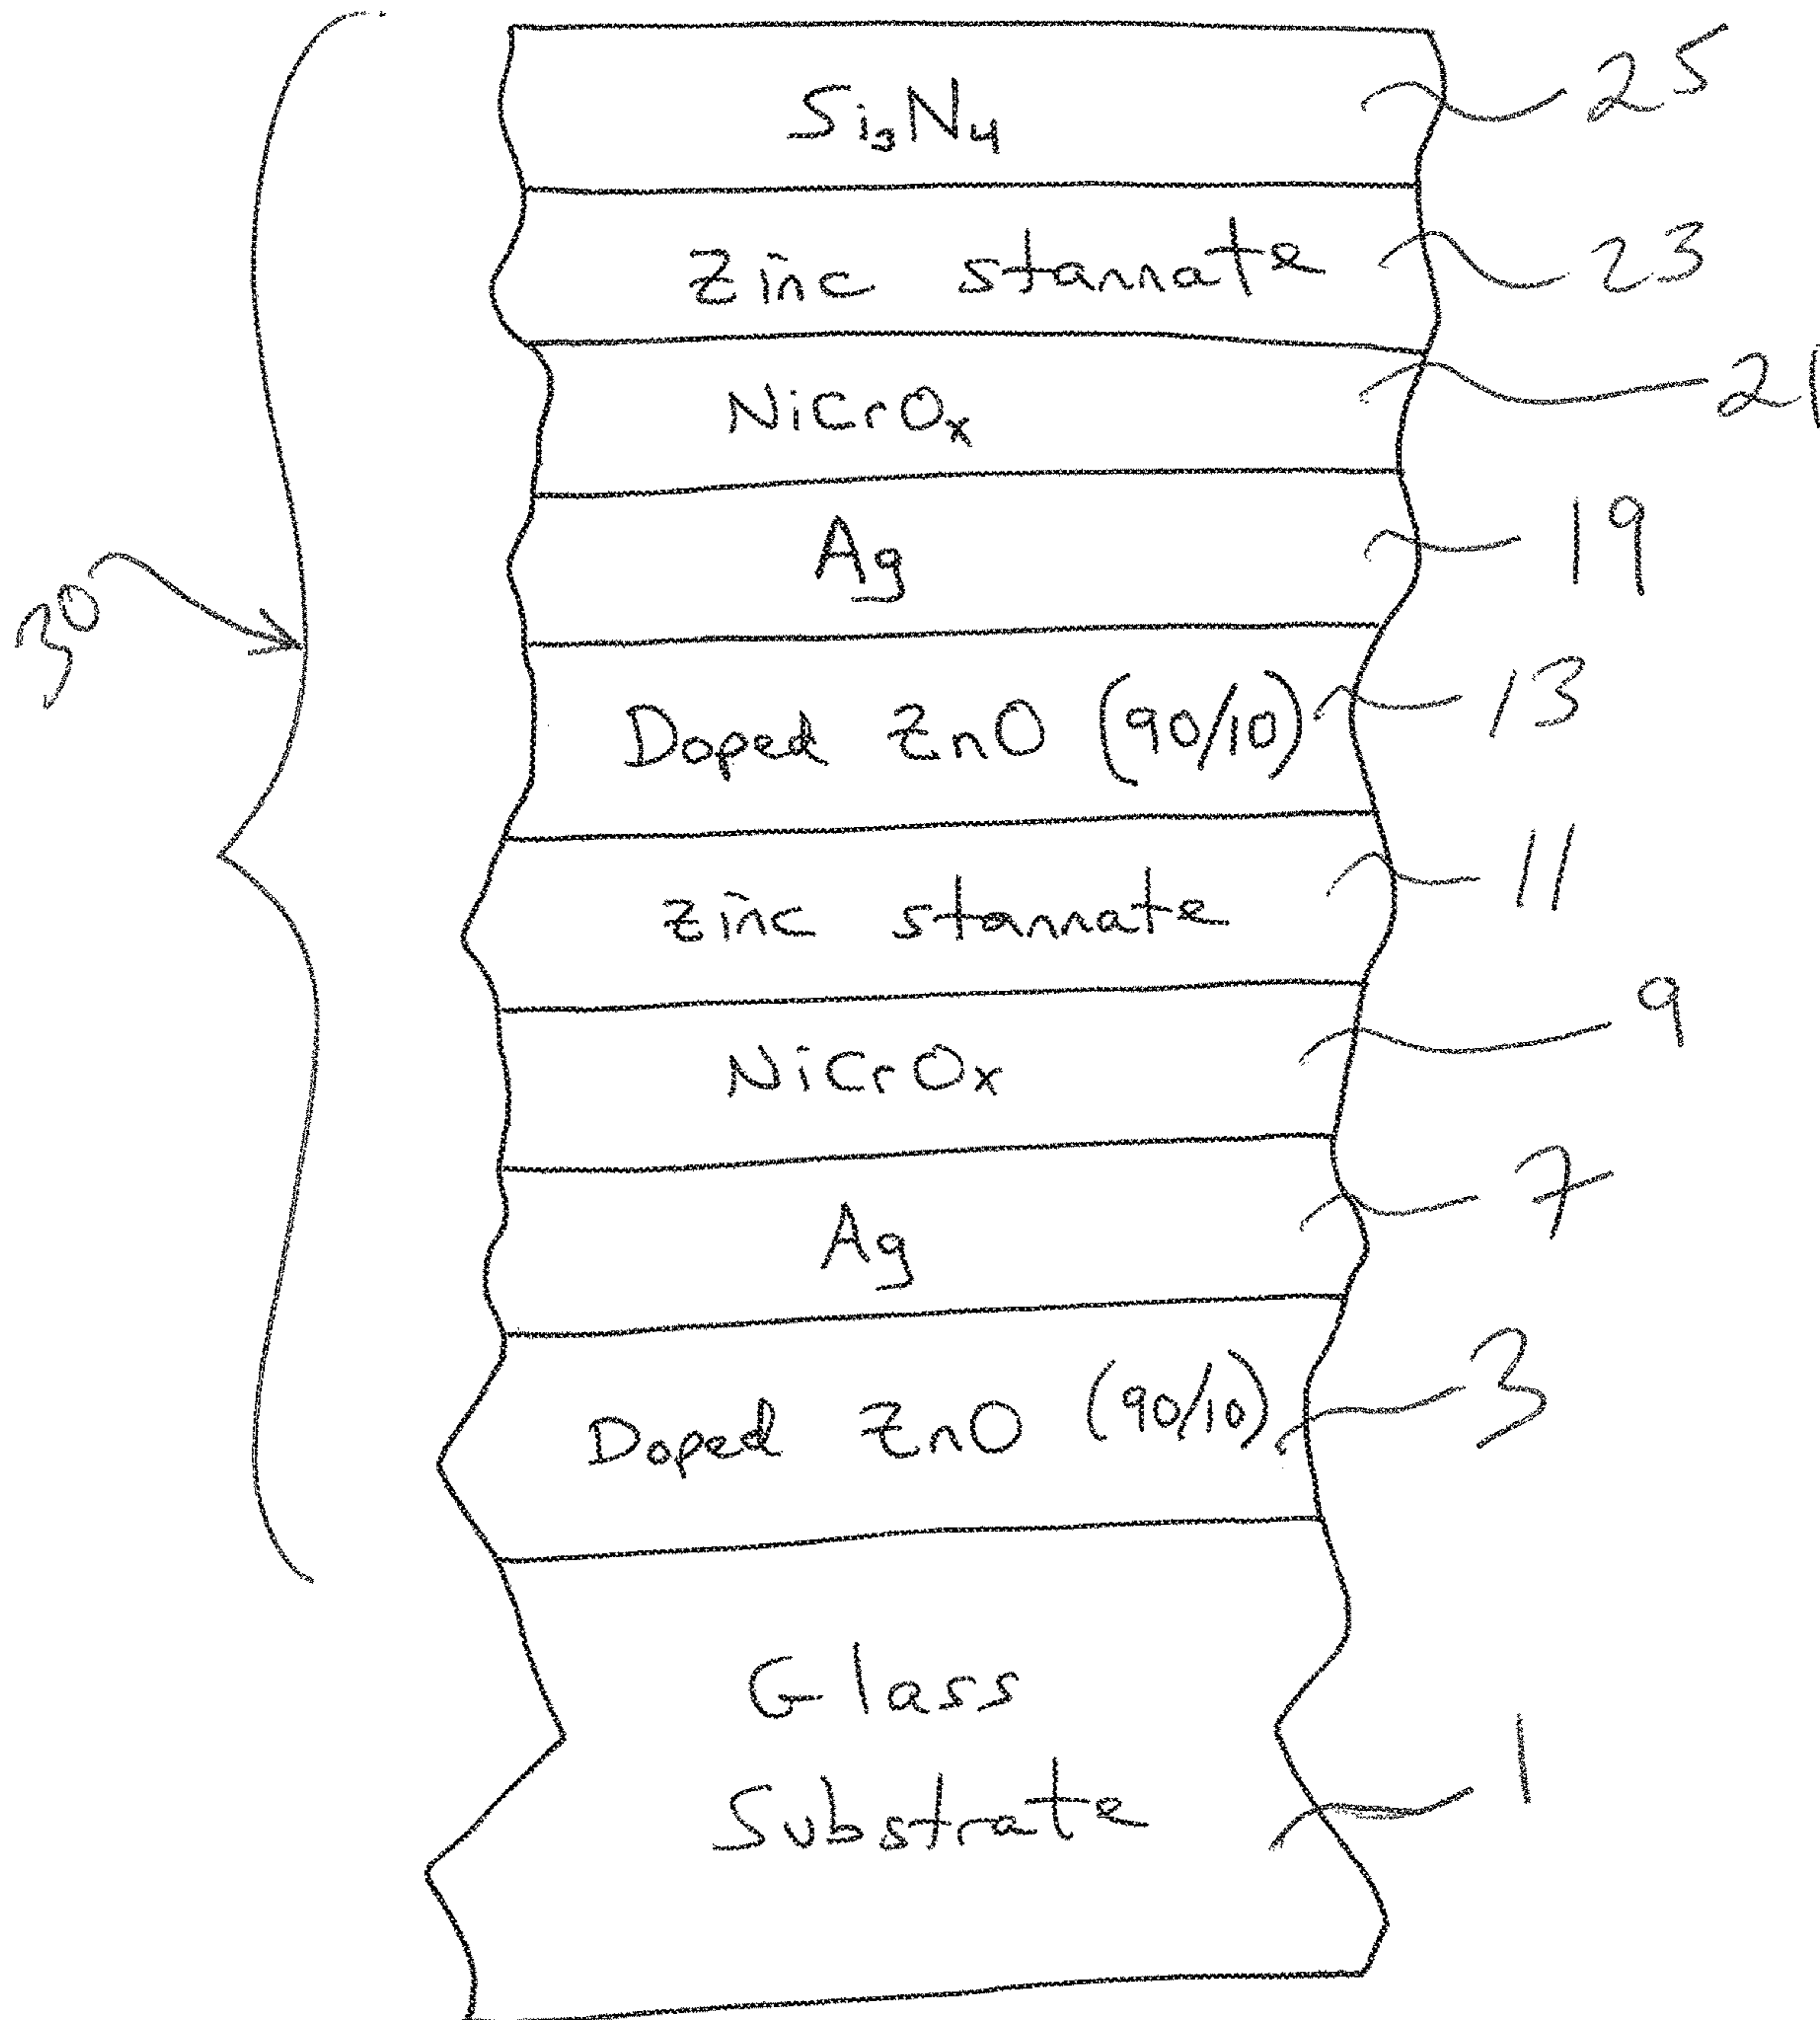 Si₃N₄ 25
Zinc stannate 23
NiCrOₓ 21
Ag 19
30
Doped ZnO (90/10) 13
Zinc stannate 11
NiCrOx 9
Ag 7
Doped ZnO (90/10) 3
Glass
Substrate 1